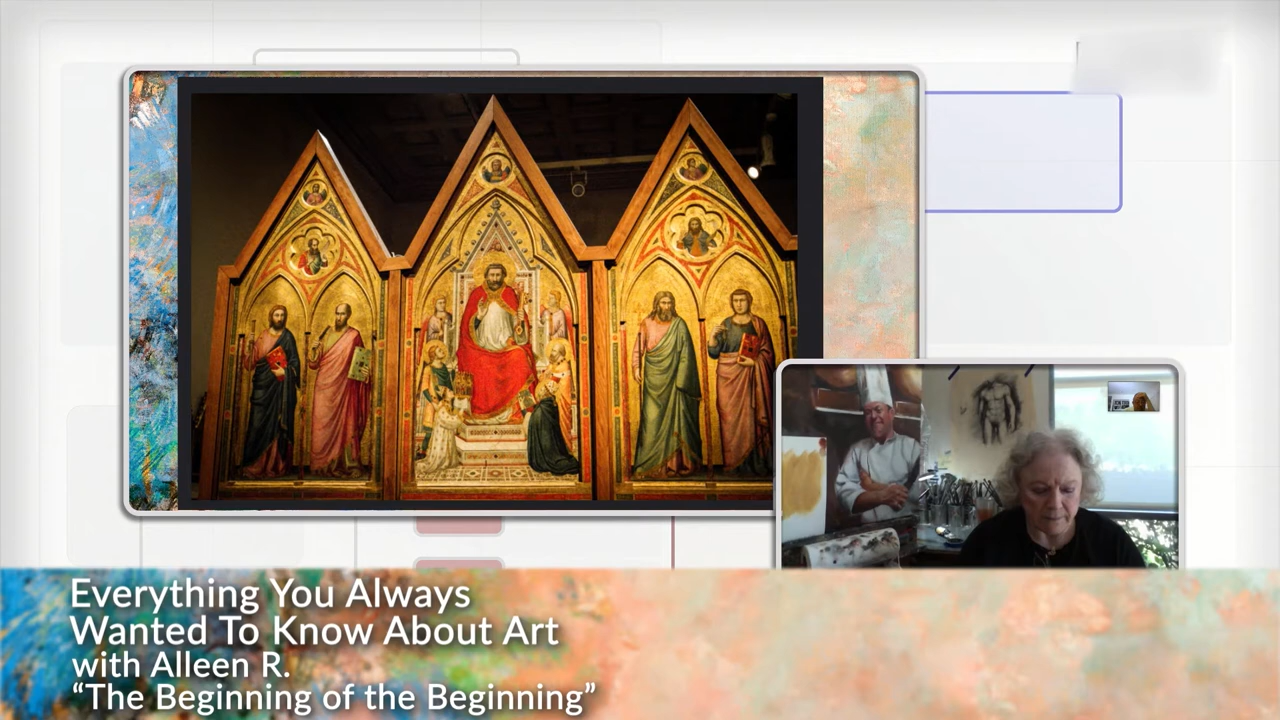 Everything You Always
Wanted To Know About Art
with Alleen R.
“The Beginning of the Beginning”